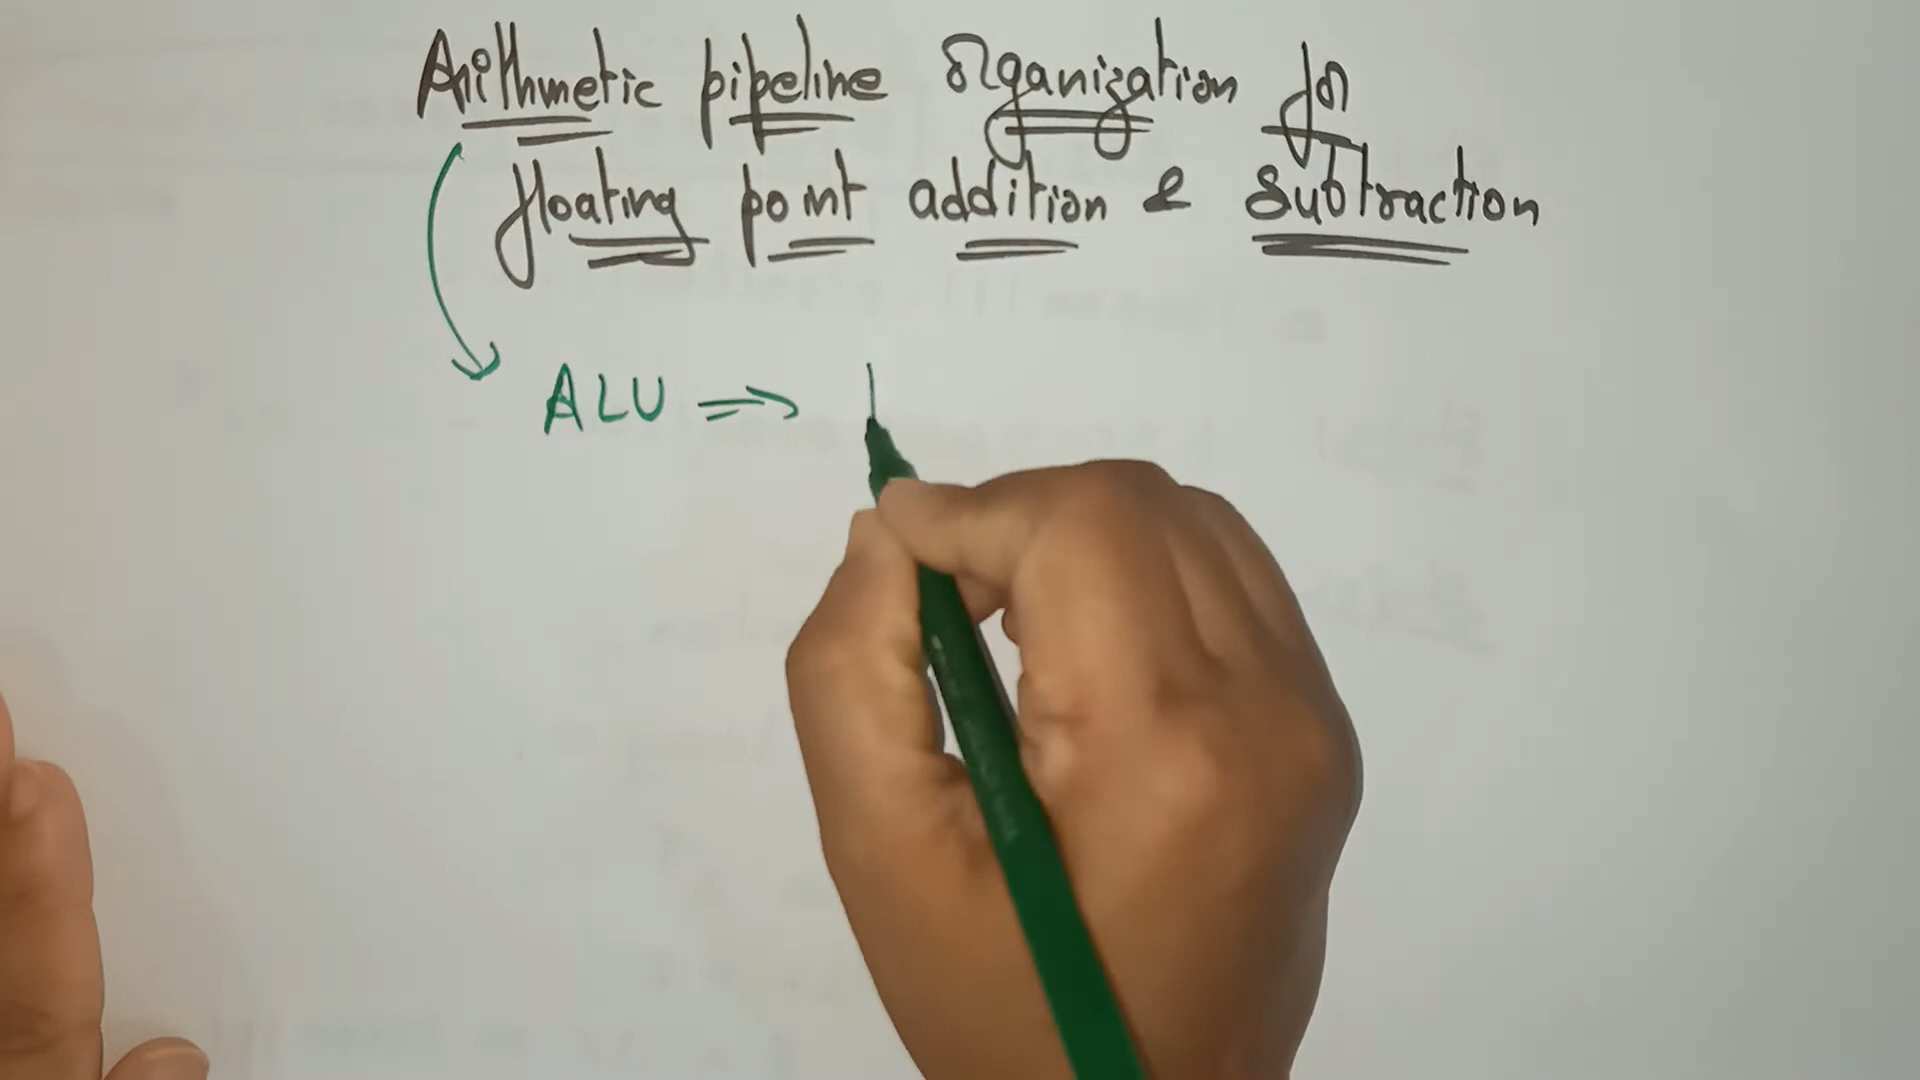 Arithmetic pipeline Organization for
floating point addition & Subtraction
ALU ⇒